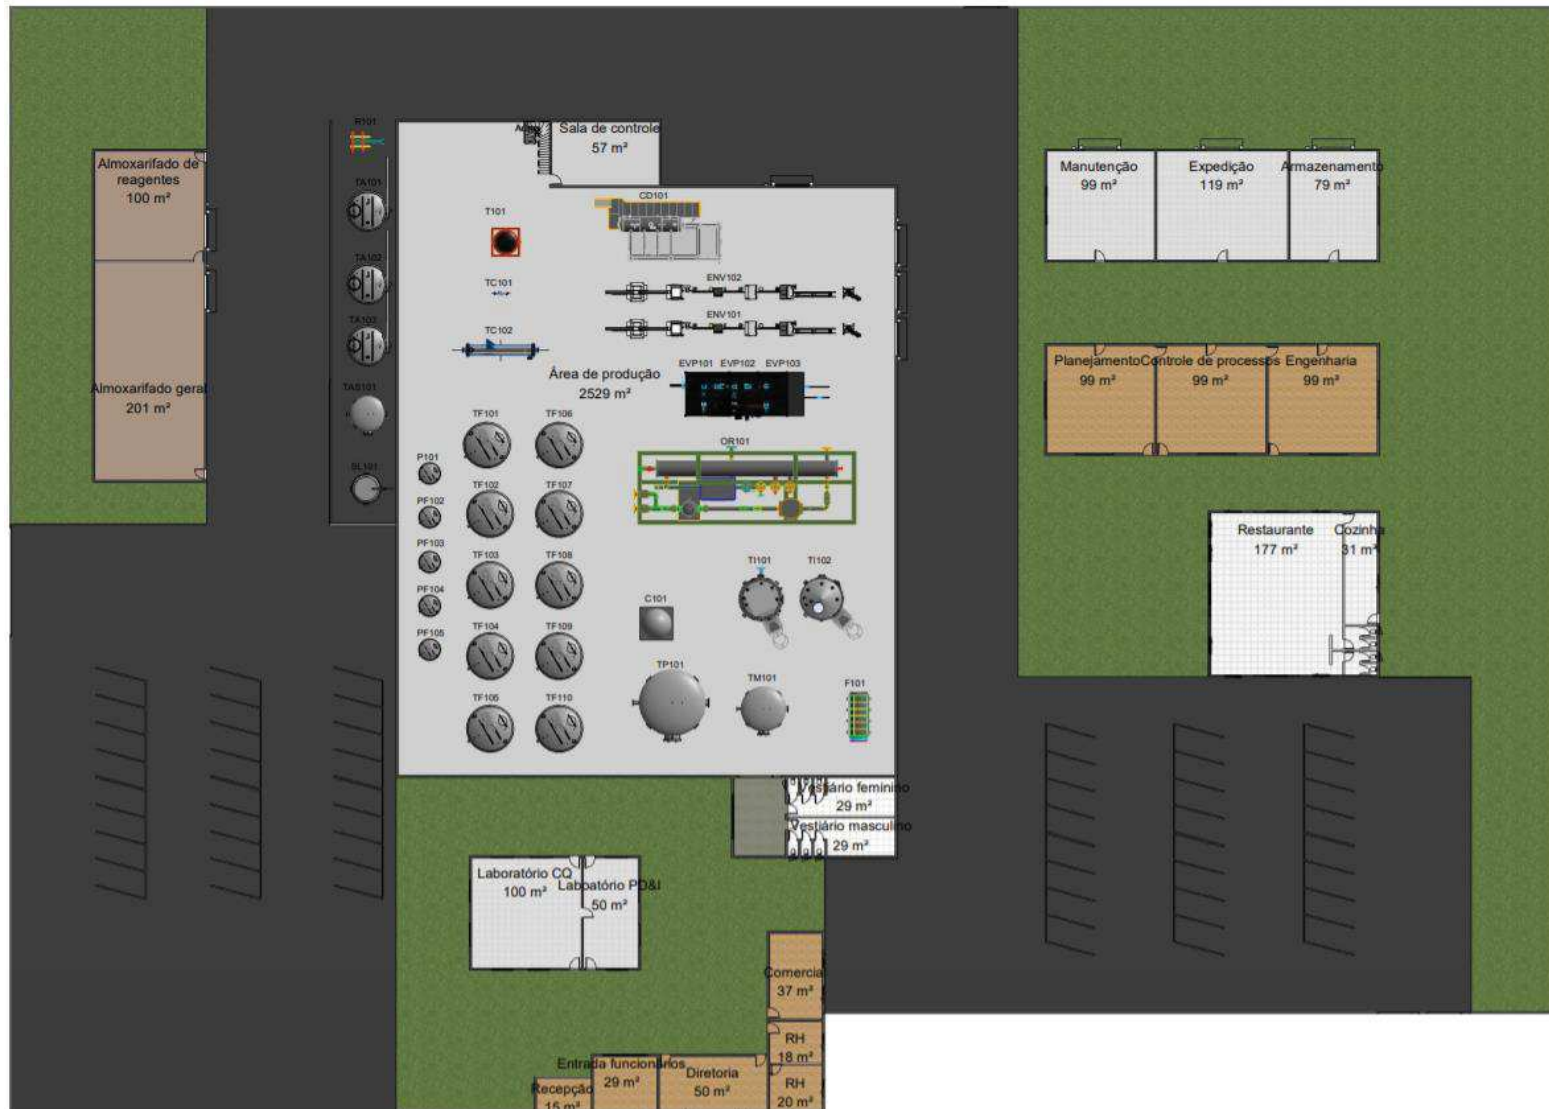 Almoxarifado de
reagentes
100 m²
Almoxarifado geral
201 m²
R101
TA101
TA102
TA103
TAS101
SL101
Sala de controle
57 m²
T101
CD101
TC101
ENV102
TC102
ENV101
Área de produção
2529 m²
EVP101 EVP102 EVP103
TF101
TF106
OR101
P101
TF102
TF107
PF102
PF103
TF103
TF108
TI101
TI102
PF104
C101
PF105
TF104
TF109
TP101
TM101
F101
TF105
TF110
Vestiário feminino
29 m²
Vestiário masculino
29 m²
Laboratório CQ
100 m²
Laboatório PD&I
50 m²
Comercial
37 m²
RH
18 m²
RH
20 m²
Entrada funcionários
29 m²
Diretoria
50 m²
Recepção
15 m²
Manutenção
99 m²
Expedição
119 m²
Armazenamento
79 m²
Planejamento
99 m²
Controle de processos
99 m²
Engenharia
99 m²
Restaurante
177 m²
Cozinha
31 m²